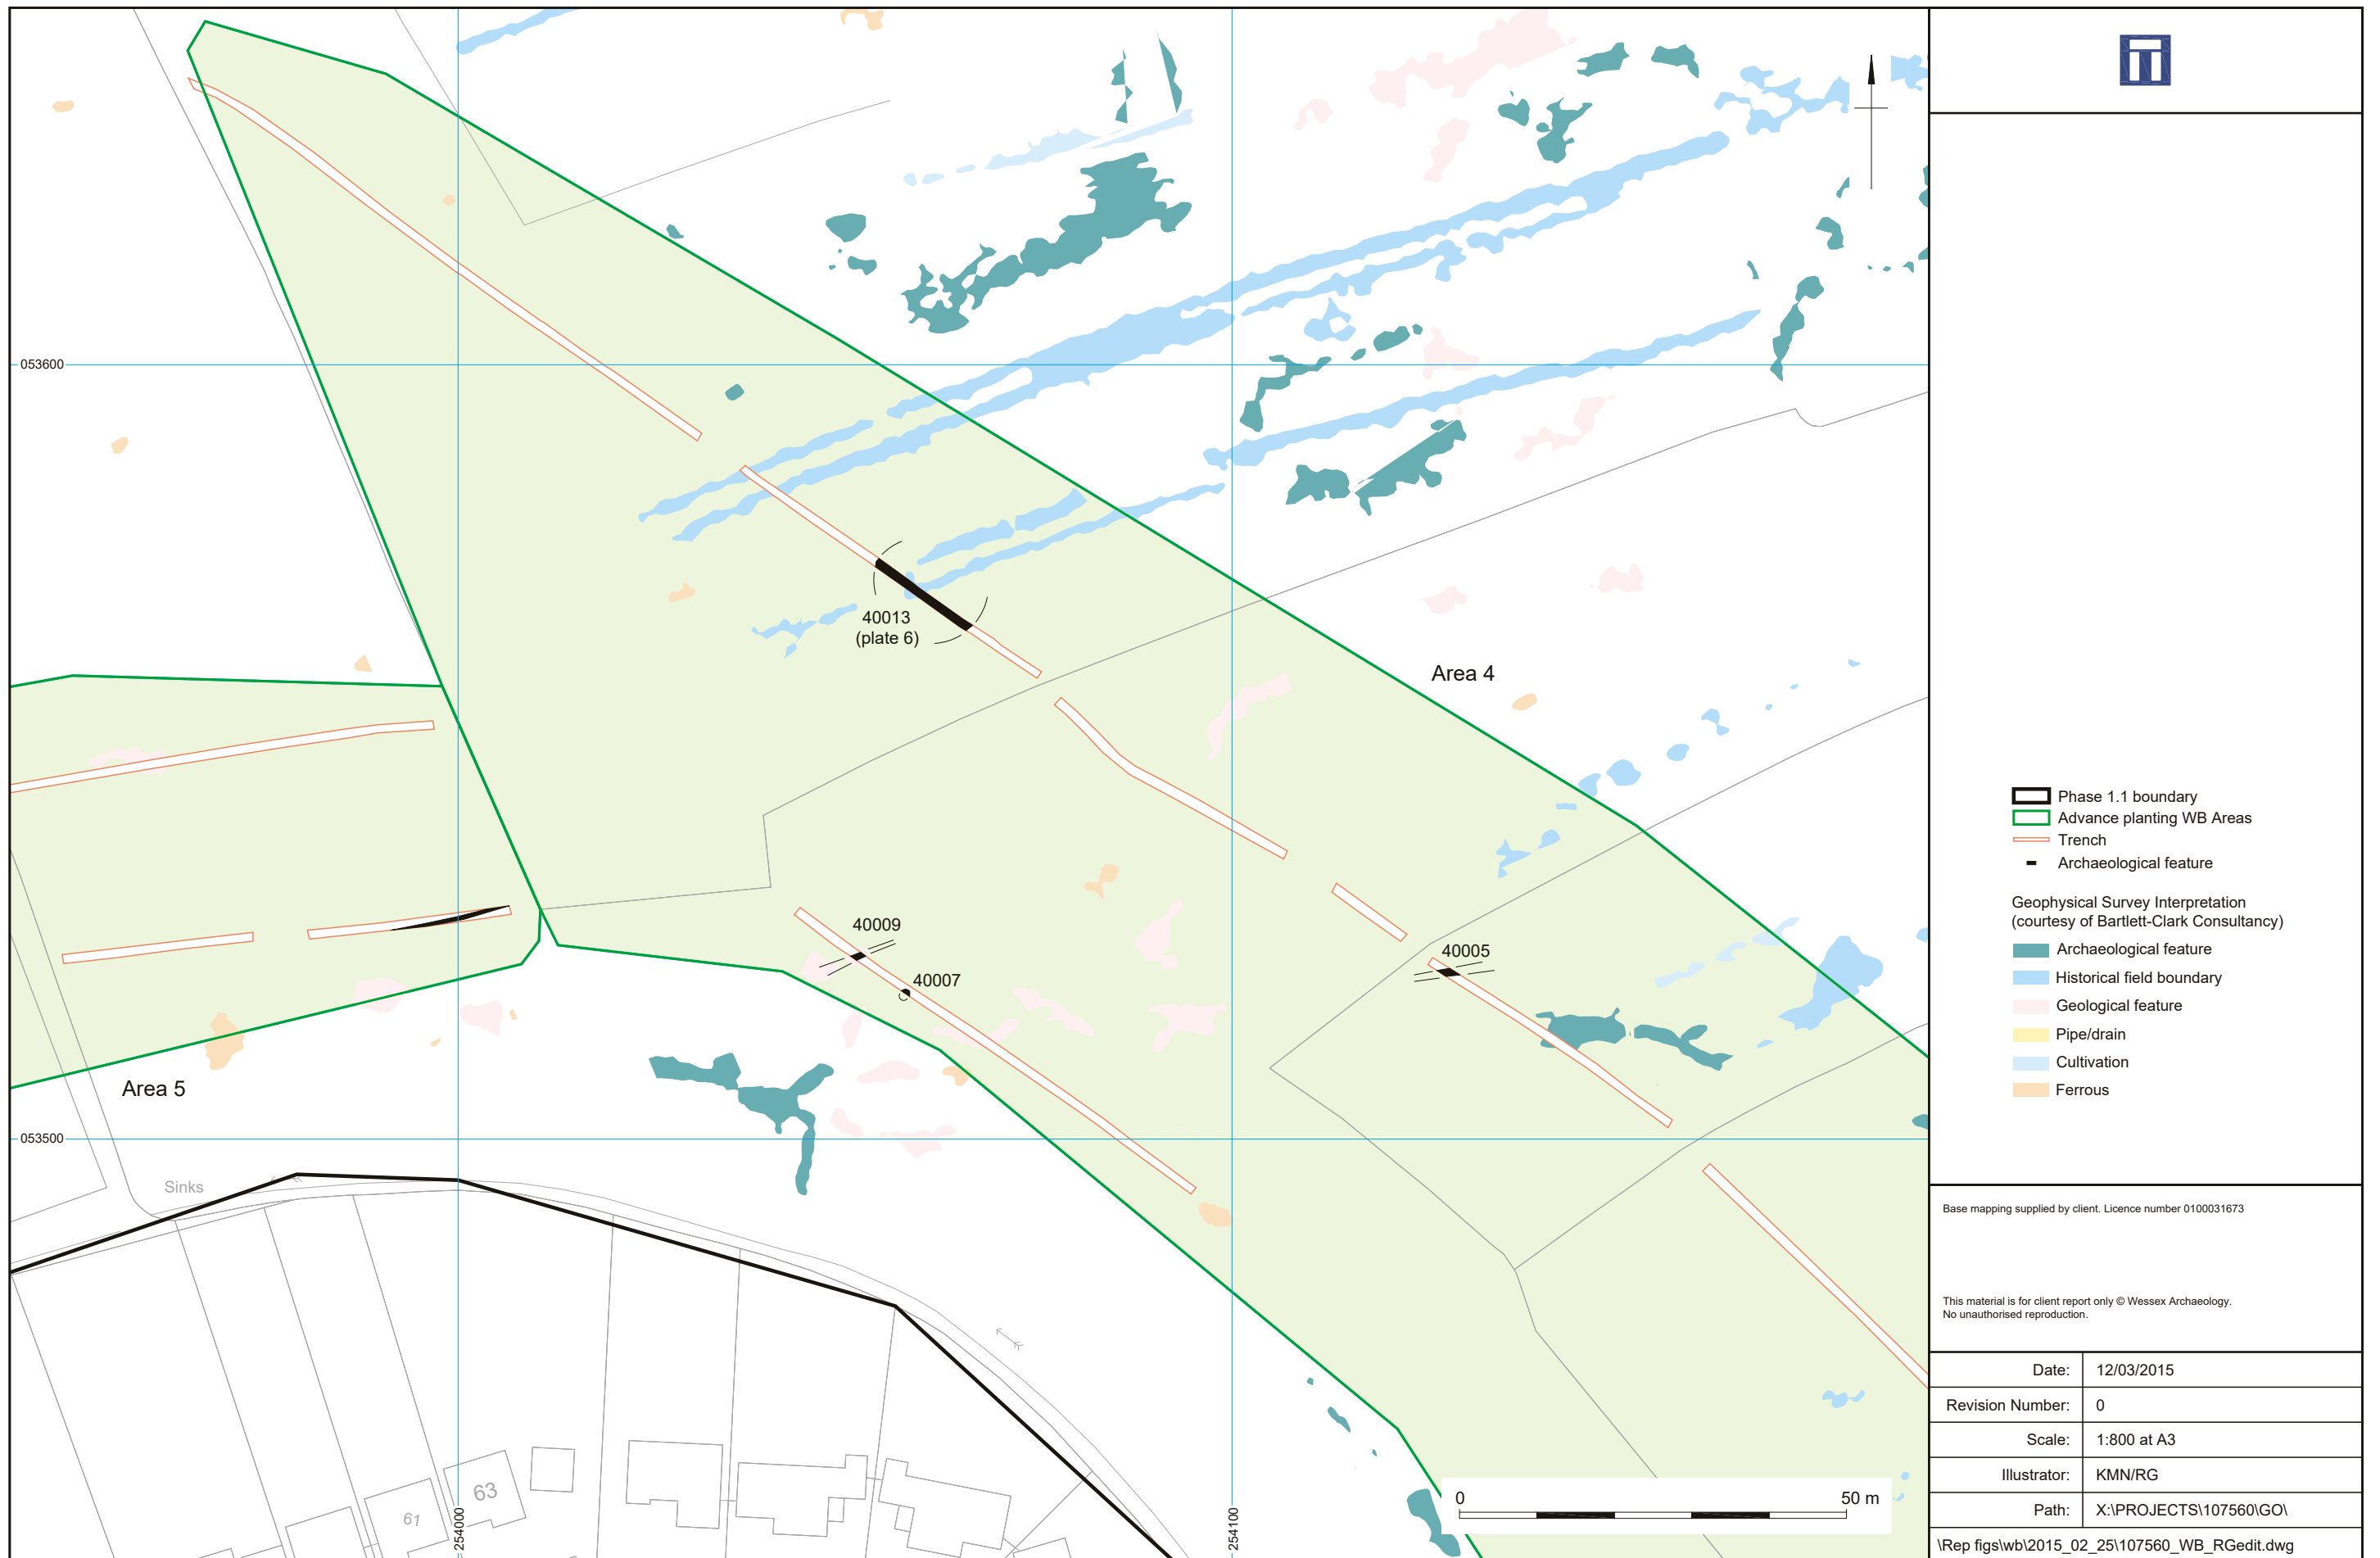 053600
40013
(plate 6)
Area 4
40009
40007
40005
Area 5
053500
Sinks
63
61
254000
254100
0 50 m
Phase 1.1 boundary
Advance planting WB Areas
Trench
Archaeological feature
Geophysical Survey Interpretation
(courtesy of Bartlett-Clark Consultancy)
Archaeological feature
Historical field boundary
Geological feature
Pipe/drain
Cultivation
Ferrous
Base mapping supplied by client. Licence number 0100031673
This material is for client report only © Wessex Archaeology.
No unauthorised reproduction.
Date: 12/03/2015
Revision Number: 0
Scale: 1:800 at A3
Illustrator: KMN/RG
Path: X:\PROJECTS\107560\GO\
\Rep figs\wb\2015_02_25\107560_WB_RGedit.dwg